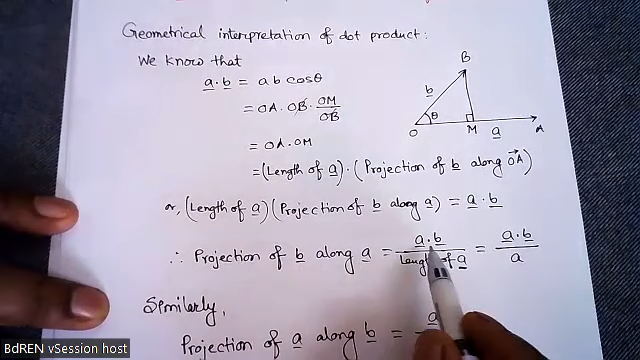 Geometrical interpretation of dot product:
We know that
a · b = a b cosθ
= OA · OB · OM/OB
= OA · OM
= (Length of a) · (Projection of b along OA)
B
b
θ
O M a A
or, (Length of a) (Projection of b along a) = a · b
∴ Projection of b along a = a · b / Length of a = a · b / a
Similarly,
Projection of a along b = a
BdREN vSession host